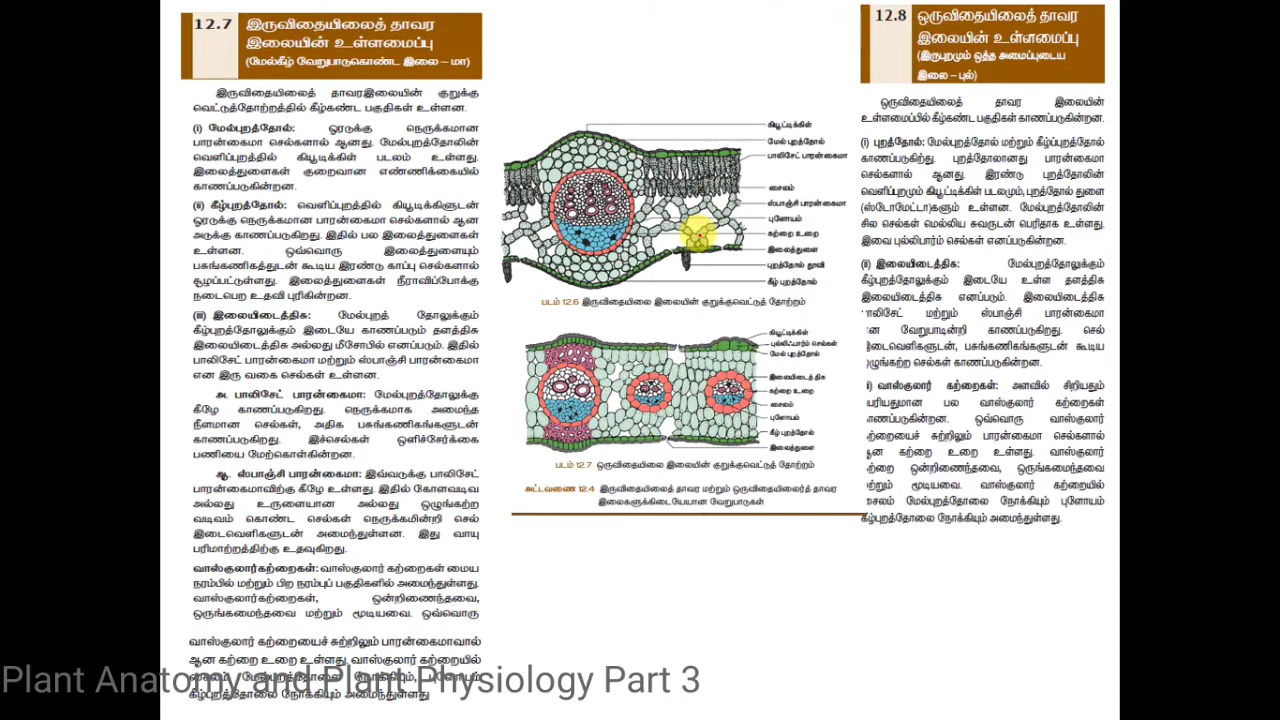 12.7 இருவிதையிலைத் தாவர
இலையின் உள்ளமைப்பு
(மேல்கீழ் வேறுபாடுகொண்ட இலை – மா)
இருவிதையிலைத் தாவரஇலையின் குறுக்கு
வெட்டுத்தோற்றத்தில் கீழ்கண்ட பகுதிகள் உள்ளன.
(i) மேல்புறத்தோல்: ஓரடுக்கு நெருக்கமான
பாரன்கைமா செல்களால் ஆனது. மேல்புறத்தோலின்
வெளிப்புறத்தில் கியூட்டிக்கிள் படலம் உள்ளது.
இலைத்துளைகள் குறைவான எண்ணிக்கையில்
காணப்படுகின்றன.
(ii) கீழ்புறத்தோல்: வெளிப்புறத்தில் கியூடிக்கிளுடன்
ஓரடுக்கு நெருக்கமான பாரன்கைமா செல்களால் ஆன
அடுக்கு காணப்படுகிறது. இதில் பல இலைத்துளைகள்
உள்ளன. ஒவ்வொரு இலைத்துளையும்
பசுங்கணிகத்துடன் கூடிய இரண்டு காப்பு செல்களால்
சூழப்பட்டுள்ளது. இலைத்துளைகள் நீராவிப்போக்கு
நடைபெற உதவி புரிகின்றன.
(iii) இலையிடைத்திசு: மேல்புறத் தோலுக்கும்
கீழ்புறத்தோலுக்கும் இடையே காணப்படும் தளத்திசு
இலையிடைத்திசு அல்லது மீசோபில் எனப்படும். இதில்
பாலிசேட் பாரன்கைமா மற்றும் ஸ்பாஞ்சி பாரன்கைமா
என இரு வகை செல்கள் உள்ளன.
அ. பாலிசேட் பாரன்கைமா: மேல்புறத்தோலுக்கு
கீழே காணப்படுகிறது. நெருக்கமாக அமைந்த
நீளமான செல்கள், அதிக பசுங்கணிகங்களுடன்
காணப்படுகிறது. இச்செல்கள் ஒளிச்சேர்க்கை
பணியை மேற்கொள்கின்றன.
ஆ. ஸ்பாஞ்சி பாரன்கைமா: இவ்வடுக்கு பாலிசேட்
பாரன்கைமாவிற்கு கீழே உள்ளது. இதில் கோளவடிவ
அல்லது உருளையான அல்லது ஒழுங்கற்ற
வடிவம் கொண்ட செல்கள் நெருக்கமின்றி செல்
இடைவெளிகளுடன் அமைந்துள்ளன. இது வாயு
பரிமாற்றத்திற்கு உதவுகிறது.
வாஸ்குலார்கற்றைகள்: வாஸ்குலார் கற்றைகள் மைய
நரம்பில் மற்றும் பிற நரம்புப் பகுதிகளில் அமைந்துள்ளது.
வாஸ்குலார்கற்றைகள், ஒன்றிணைந்தவை,
ஒருங்கமைந்தவை மற்றும் மூடியவை. ஒவ்வொரு
வாஸ்குலார் கற்றையைச் சுற்றிலும் பாரன்கைமாவால்
ஆன கற்றை உறை உள்ளது. வாஸ்குலார் கற்றையில்
சைலம் மேல்புறத்தோலை நோக்கியும், புளோயம்
கீழ்புறத்தோலை நோக்கியும் அமைந்துள்ளது
கியூட்டிக்கிள்
மேல் புறத்தோல்
பாலிசேட் பாரன்கைமா
சைலம்
ஸ்பாஞ்சி பாரன்கைமா
புளோயம்
கற்றை உறை
இலைத்துளை
புறத்தோல் தூவி
கீழ் புறத்தோல்
படம் 12.6 இருவிதையிலை இலையின் குறுக்குவெட்டுத் தோற்றம்
கியூட்டிக்கிள்
புல்லிஃபார்ம் செல்கள்
மேல் புறத்தோல்
இலையிடைத் திசு
கற்றை உறை
சைலம்
புளோயம்
கீழ் புறத்தோல்
இலைத்துளை
படம் 12.7 ஒருவிதையிலை இலையின் குறுக்குவெட்டுத் தோற்றம்
அட்டவணை 12.4 இருவிதையிலைத் தாவர மற்றும் ஒருவிதையிலைர்த் தாவர
இலைகளுக்கிடையேயான வேறுபாடுகள்
12.8 ஒருவிதையிலைத் தாவர
இலையின் உள்ளமைப்பு
(இருபுறமும் ஒத்த அமைப்புடைய
இலை – புல்)
ஒருவிதையிலைத் தாவர இலையின்
உள்ளமைப்பில் கீழ்கண்ட பகுதிகள் காணப்படுகின்றன.
(i) புறத்தோல்: மேல்புறத்தோல் மற்றும் கீழ்ப்புறத்தோல்
காணப்படுகிற்து. புறத்தோலானது பாரன்கைமா
செல்களால் ஆனது. இரண்டு புறத்தோலின்
வெளிப்புறமும் கியூட்டிக்கிள் படலமும், புறத்தோல் துளை
(ஸ்டோமேட்டா)களும் உள்ளன. மேல்புறத்தோலின்
சில செல்கள் மெல்லிய சுவருடன் பெரிதாக உள்ளது.
இவை புல்லிபார்ம் செல்கள் எனப்படுகின்றன.
(ii) இலையிடைத்திசு: மேல்புறத்தோலுக்கும்
கீழ்புறத்தோலுக்கும் இடையே உள்ள தளத்திசு
இலையிடைத்திசு எனப்படும். இலையிடைத்திசு
பாலிசேட் மற்றும் ஸ்பாஞ்சி பாரன்கைமா
என வேறுபாடின்றி காணப்படுகிறது. செல்
இடைவெளிகளுடன், பசுங்கணிகங்களுடன் கூடிய
ஒழுங்கற்ற செல்கள் காணப்படுகின்றன.
வாஸ்குலார் கற்றைகள்: அளவில் சிறியதும்
பெரியதுமான பல வாஸ்குலார் கற்றைகள்
காணப்படுகின்றன. ஒவ்வொரு வாஸ்குலார்
கற்றையைச் சுற்றிலும் பாரன்கைமா செல்களால்
ஆன கற்றை உறை உள்ளது. வாஸ்குலார்
கற்றை ஒன்றிணைந்தவை, ஒருங்கமைந்தவை
மற்றும் மூடியவை. வாஸ்குலார் கற்றையில்
சைலம் மேல்புறத்தோலை நோக்கியும் புளோயம்
கீழ்புறத்தோலை நோக்கியும் அமைந்துள்ளது.
Plant Anatomy and Plant Physiology Part 3